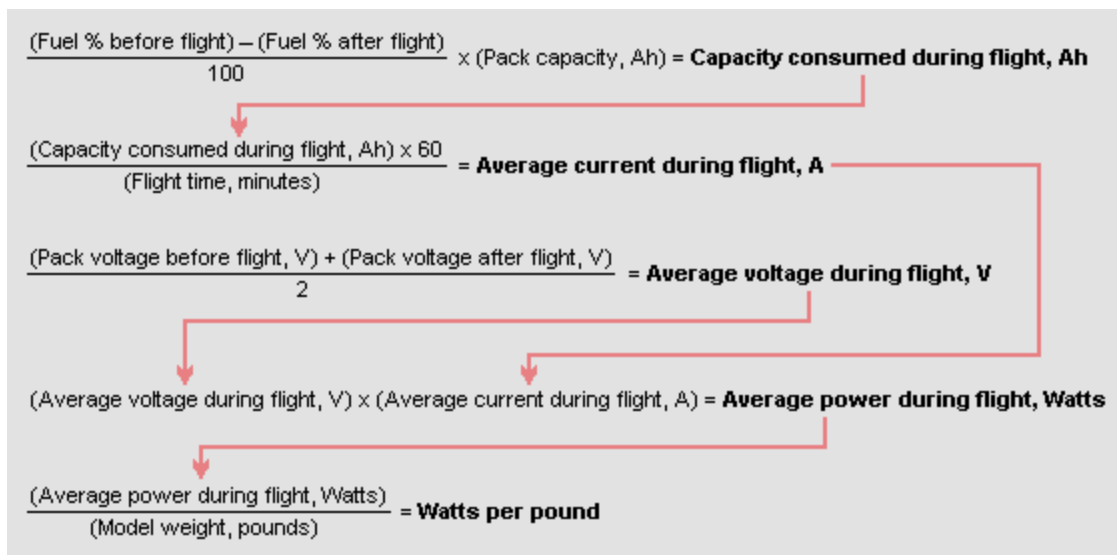 (Fuel % before flight) – (Fuel % after flight)
100
x (Pack capacity, Ah) = Capacity consumed during flight, Ah
(Capacity consumed during flight, Ah) x 60
(Flight time, minutes)
= Average current during flight, A
(Pack voltage before flight, V) + (Pack voltage after flight, V)
2
= Average voltage during flight, V
(Average voltage during flight, V) x (Average current during flight, A) = Average power during flight, Watts
(Average power during flight, Watts)
(Model weight, pounds)
= Watts per pound